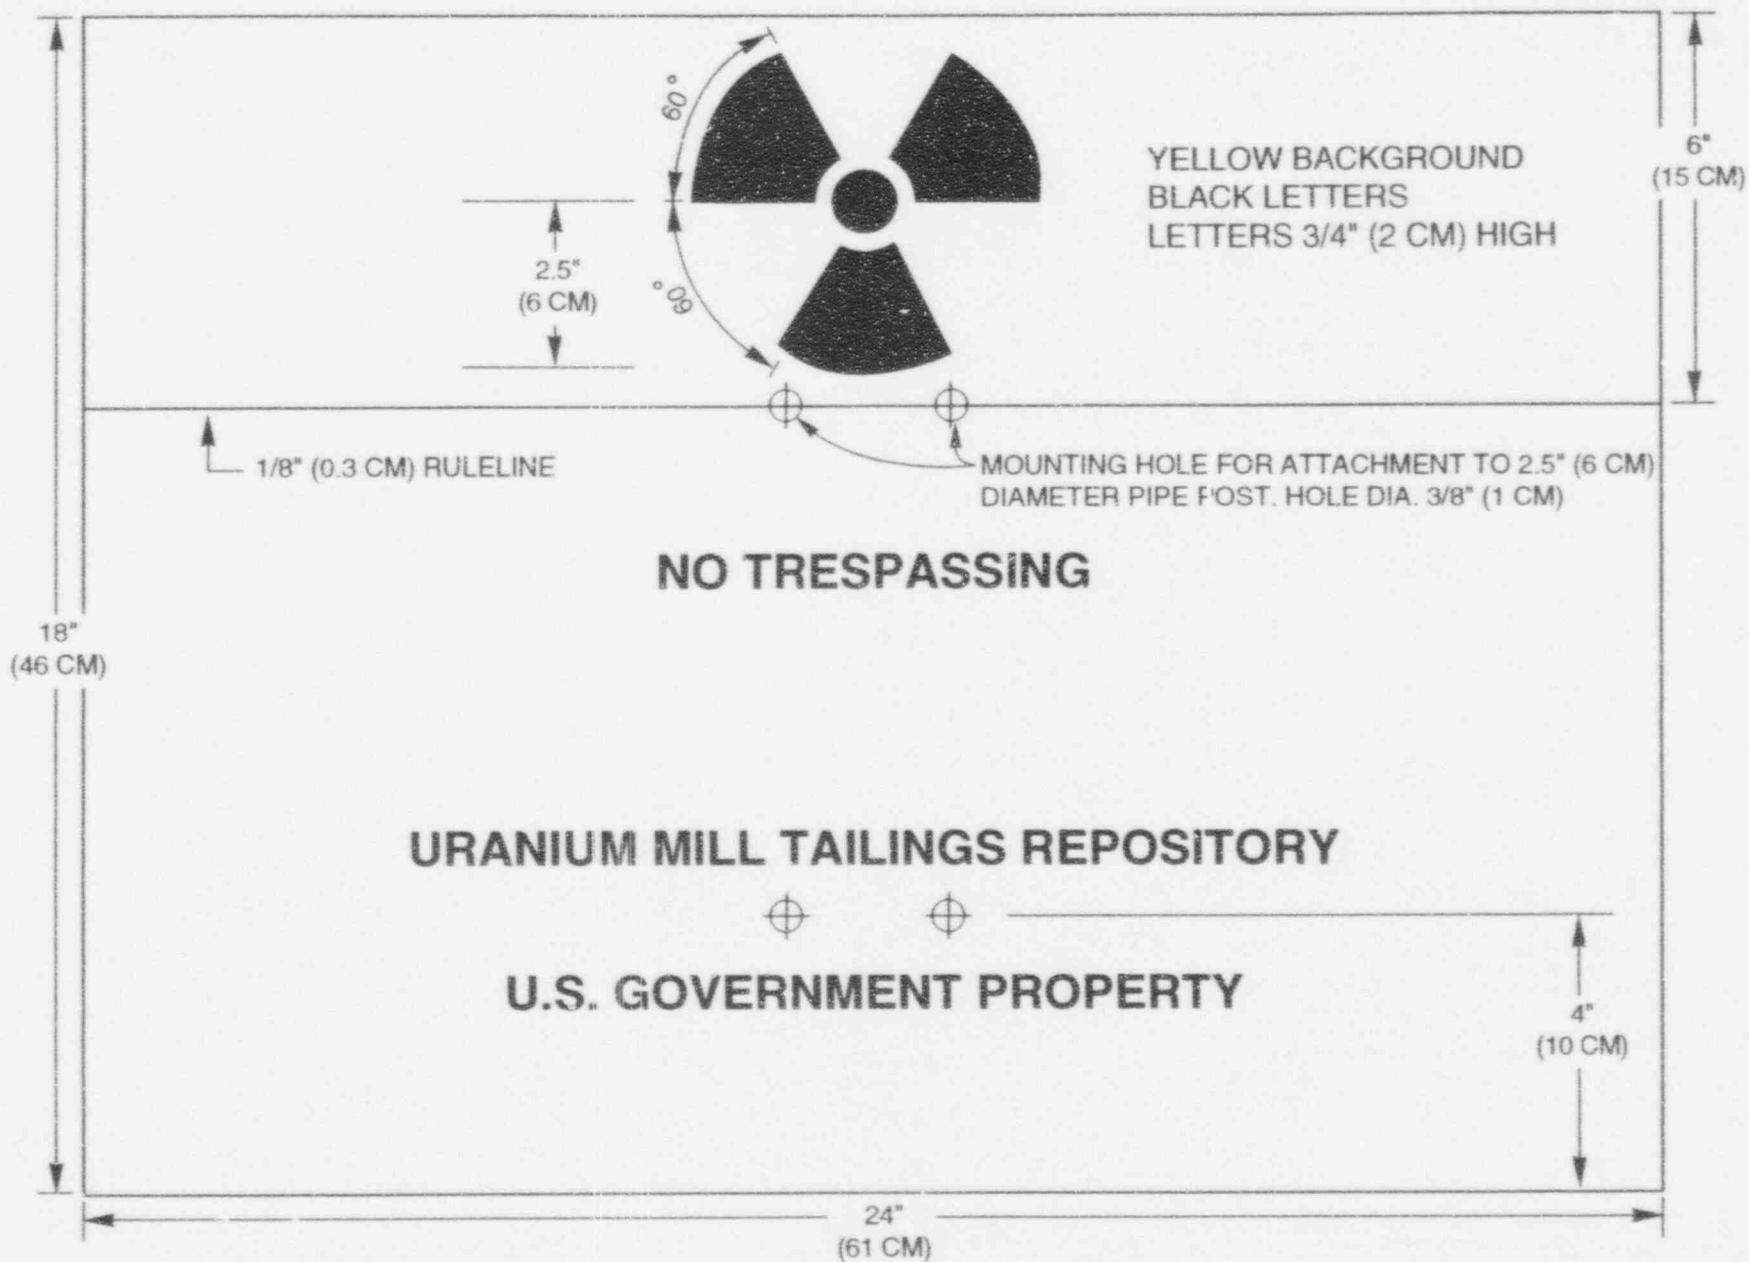 60°
YELLOW BACKGROUND
BLACK LETTERS
LETTERS 3/4" (2 CM) HIGH
6"
(15 CM)
2.5"
(6 CM)
60°
1/8" (0.3 CM) RULELINE
MOUNTING HOLE FOR ATTACHMENT TO 2.5" (6 CM)
DIAMETER PIPE POST. HOLE DIA. 3/8" (1 CM)
NO TRESPASSING
18"
(46 CM)
URANIUM MILL TAILINGS REPOSITORY
U.S. GOVERNMENT PROPERTY
4"
(10 CM)
24"
(61 CM)